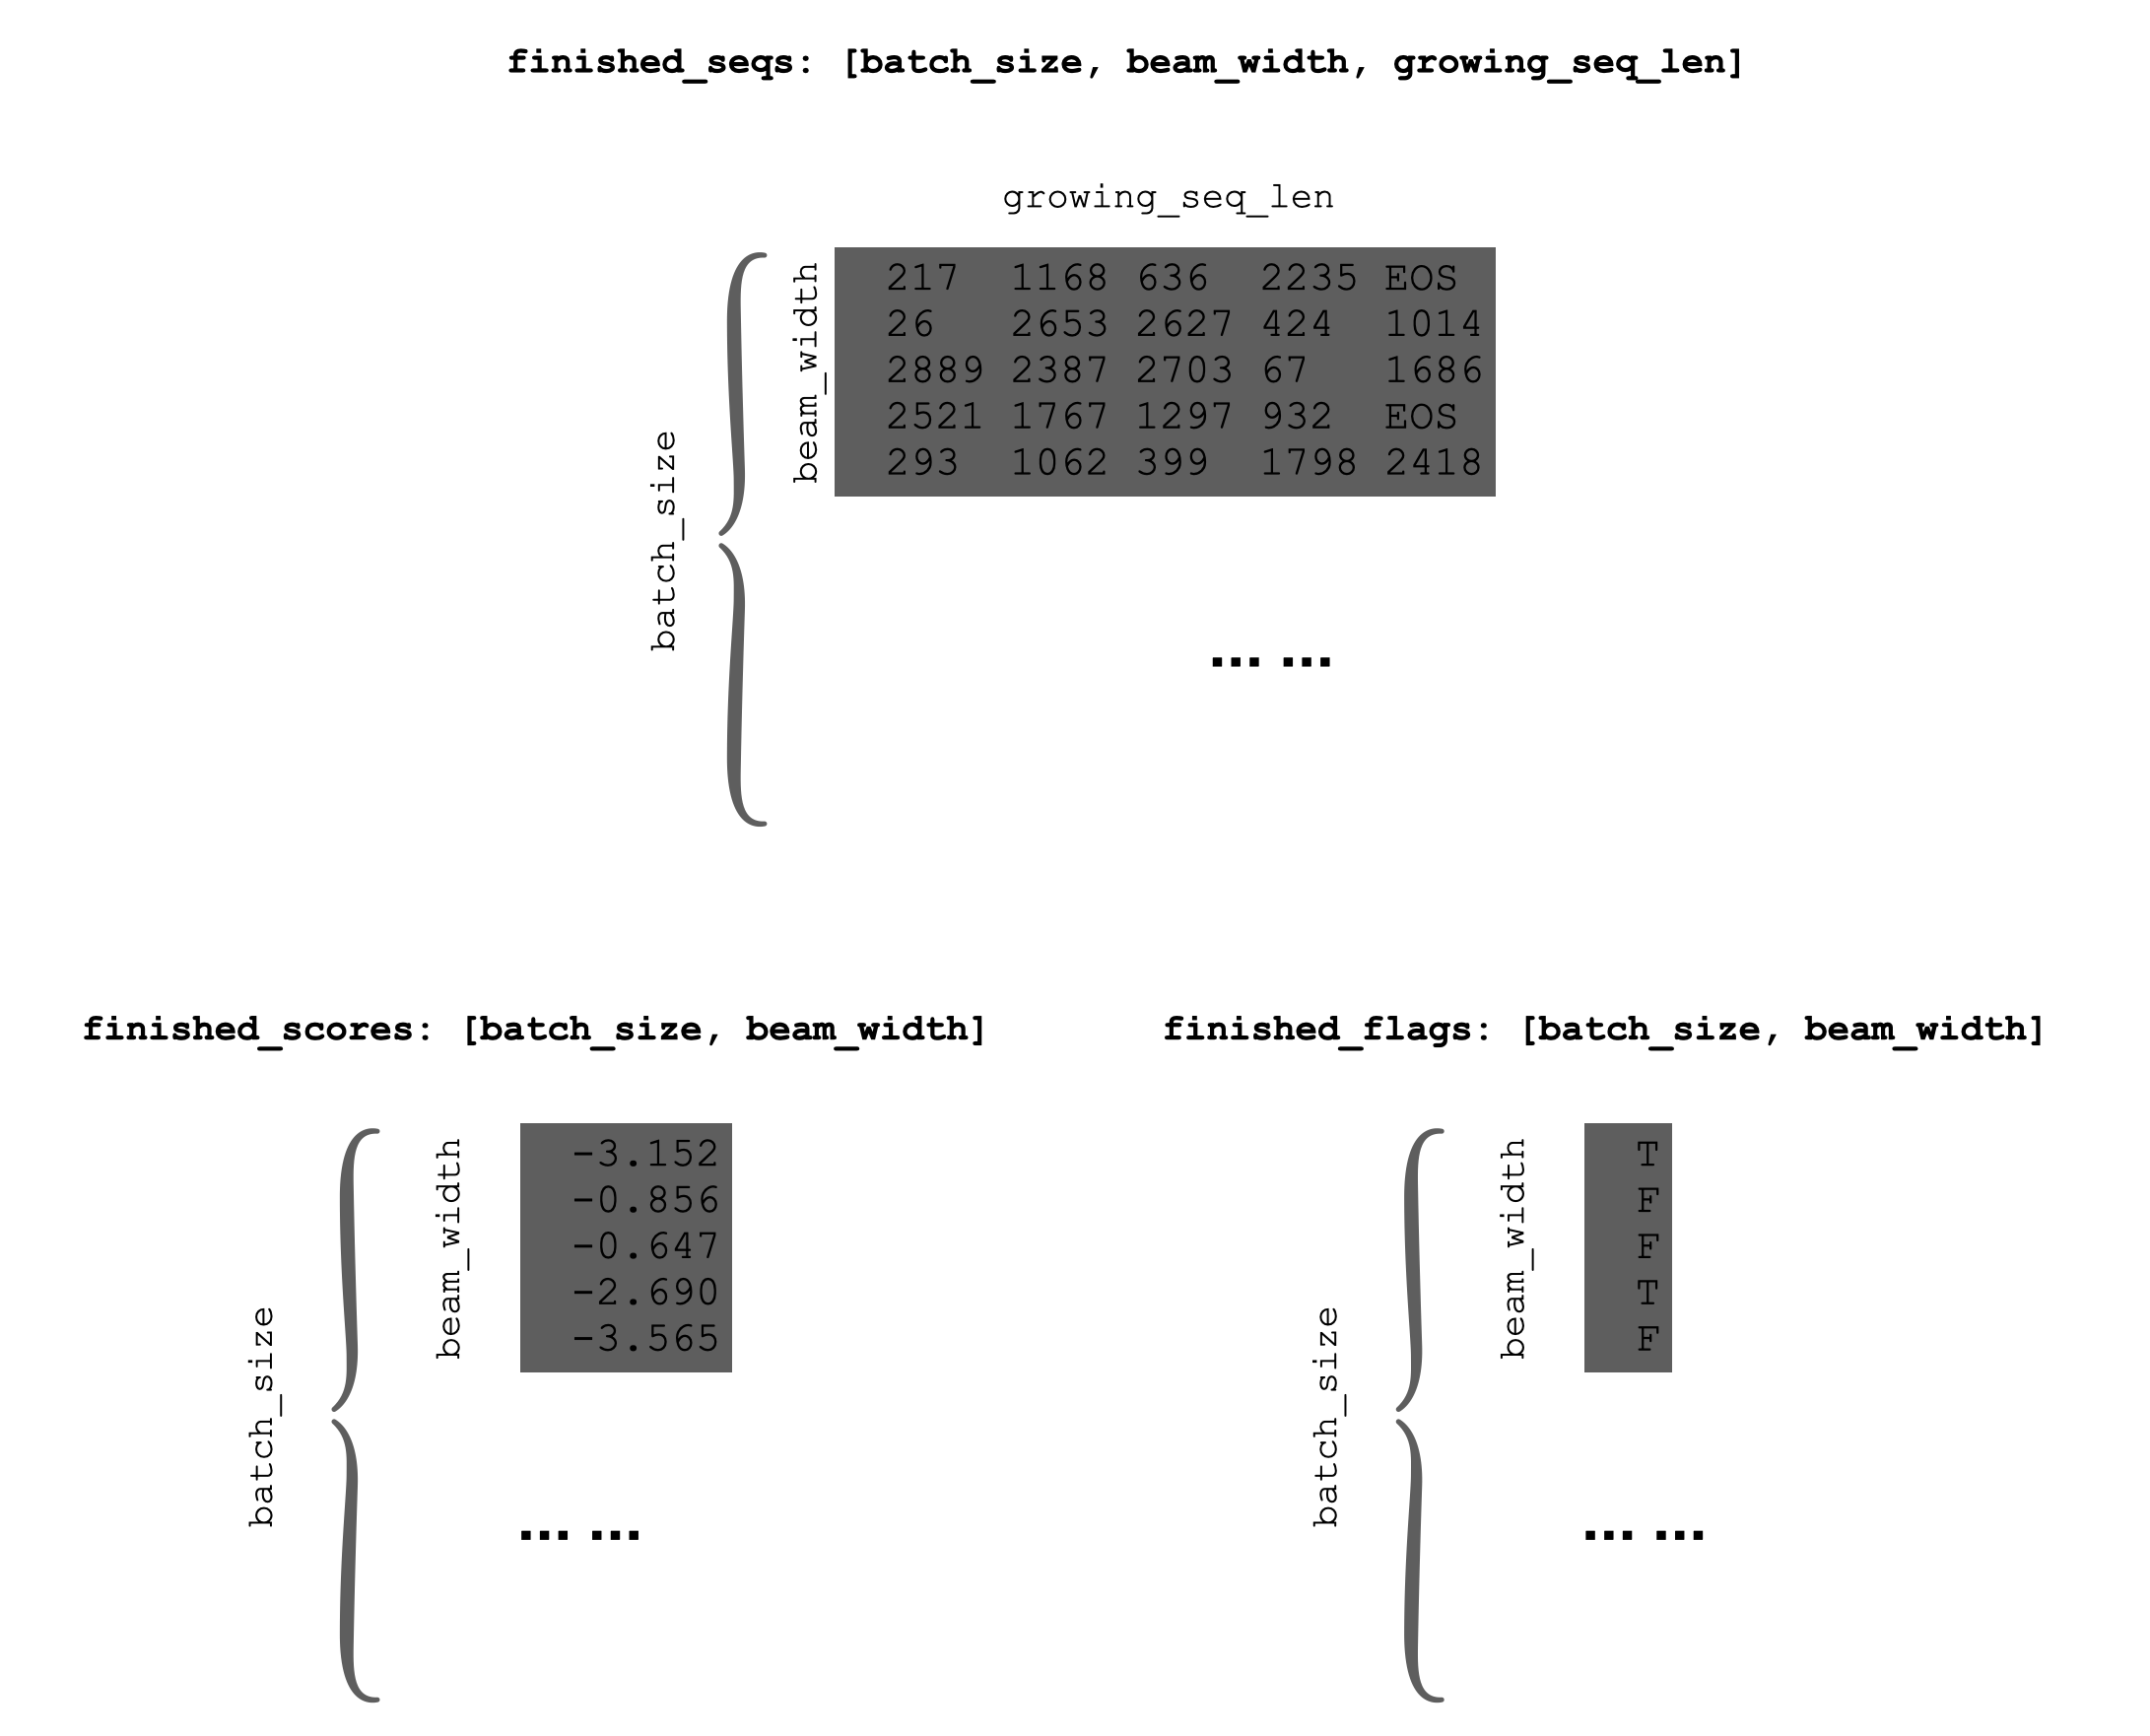 finished_seqs: [batch_size, beam_width, growing_seq_len]
growing_seq_len
batch_size
beam_width
217 1168 636 2235 EOS
26 2653 2627 424 1014
2889 2387 2703 67 1686
2521 1767 1297 932 EOS
293 1062 399 1798 2418
... ...
finished_scores: [batch_size, beam_width]
batch_size
beam_width
-3.152
-0.856
-0.647
-2.690
-3.565
... ...
finished_flags: [batch_size, beam_width]
batch_size
beam_width
T
F
F
T
F
... ...